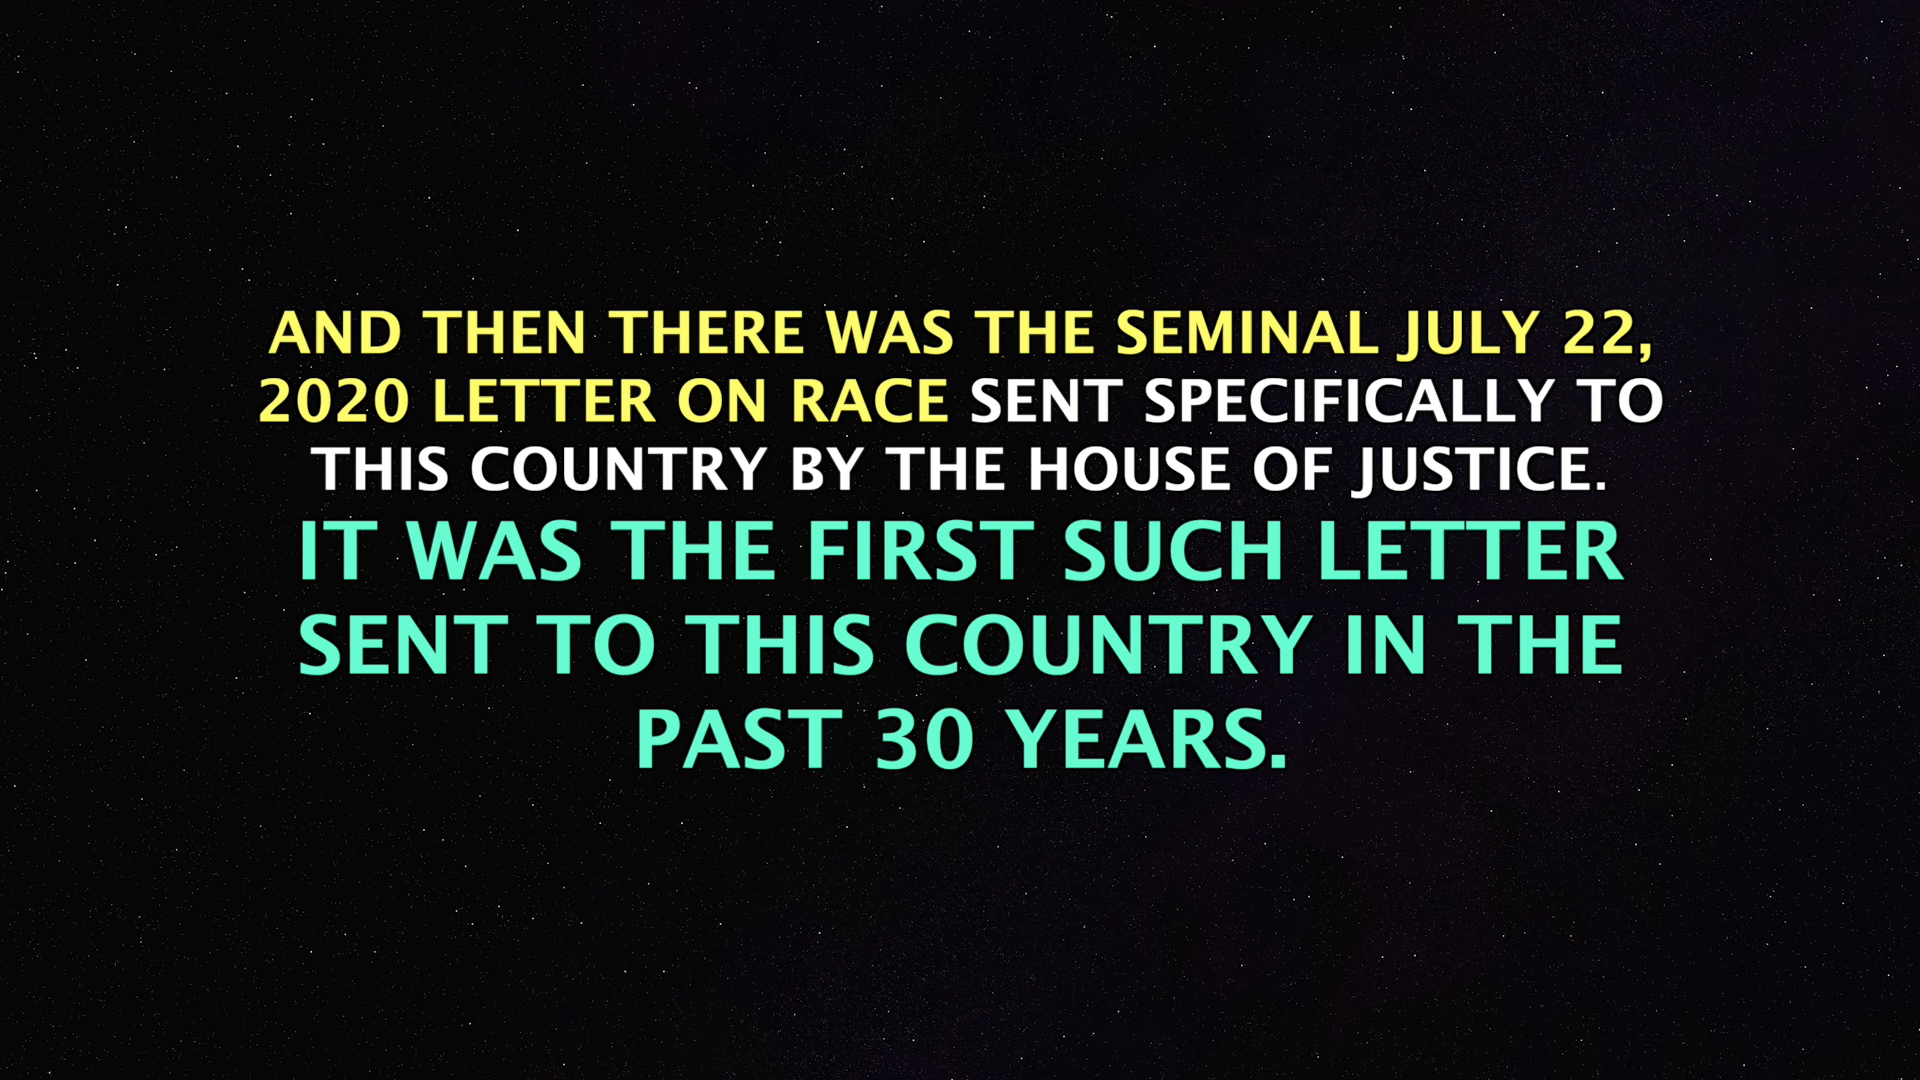 AND THEN THERE WAS THE SEMINAL JULY 22,
2020 LETTER ON RACE SENT SPECIFICALLY TO
THIS COUNTRY BY THE HOUSE OF JUSTICE.
IT WAS THE FIRST SUCH LETTER
SENT TO THIS COUNTRY IN THE
PAST 30 YEARS.